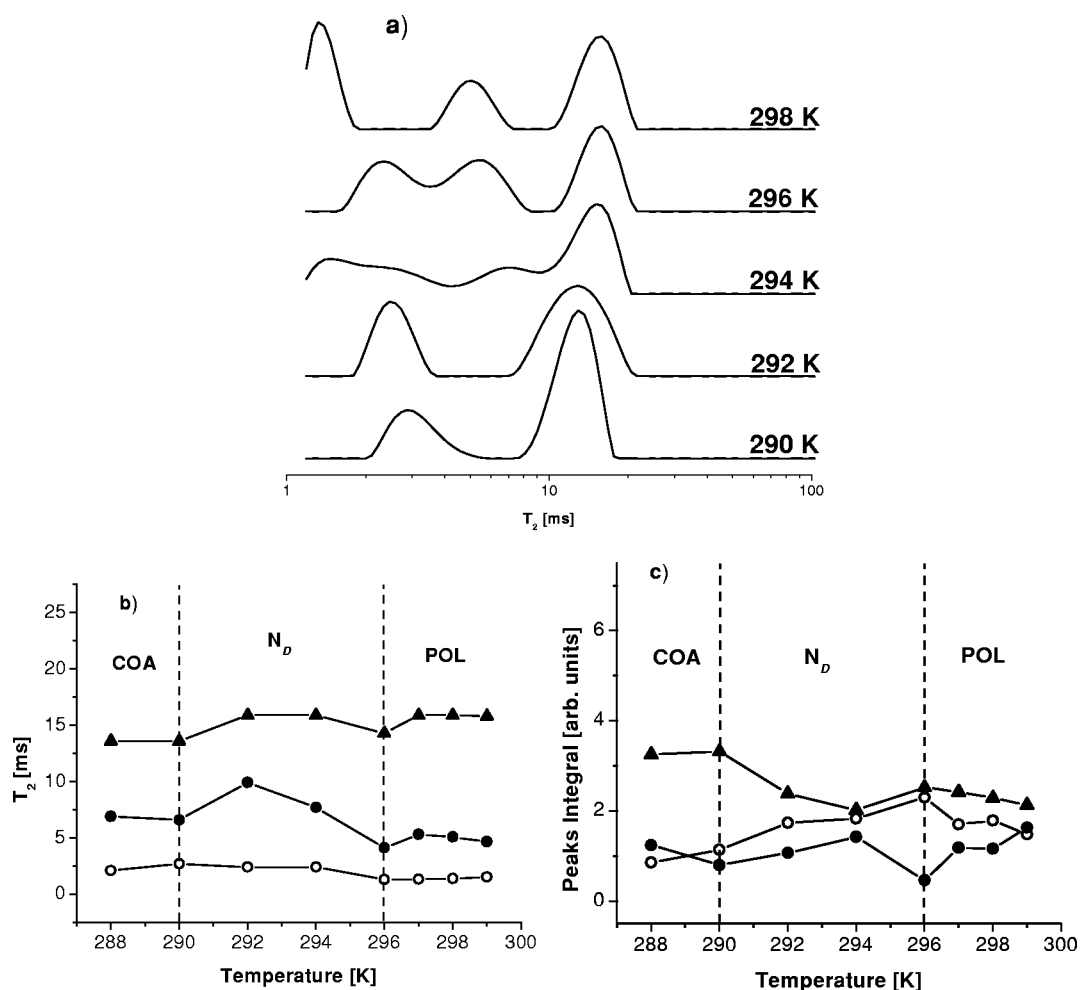 a)
298 K
296 K
294 K
292 K
290 K
1 10 100
T2 [ms]
b)
25
20
15
10
5
0
T2 [ms]
COA
ND
POL
288 290 292 294 296 298 300
Temperature [K]
c)
6
4
2
0
Peaks Integral [arb. units]
COA
ND
POL
288 290 292 294 296 298 300
Temperature [K]